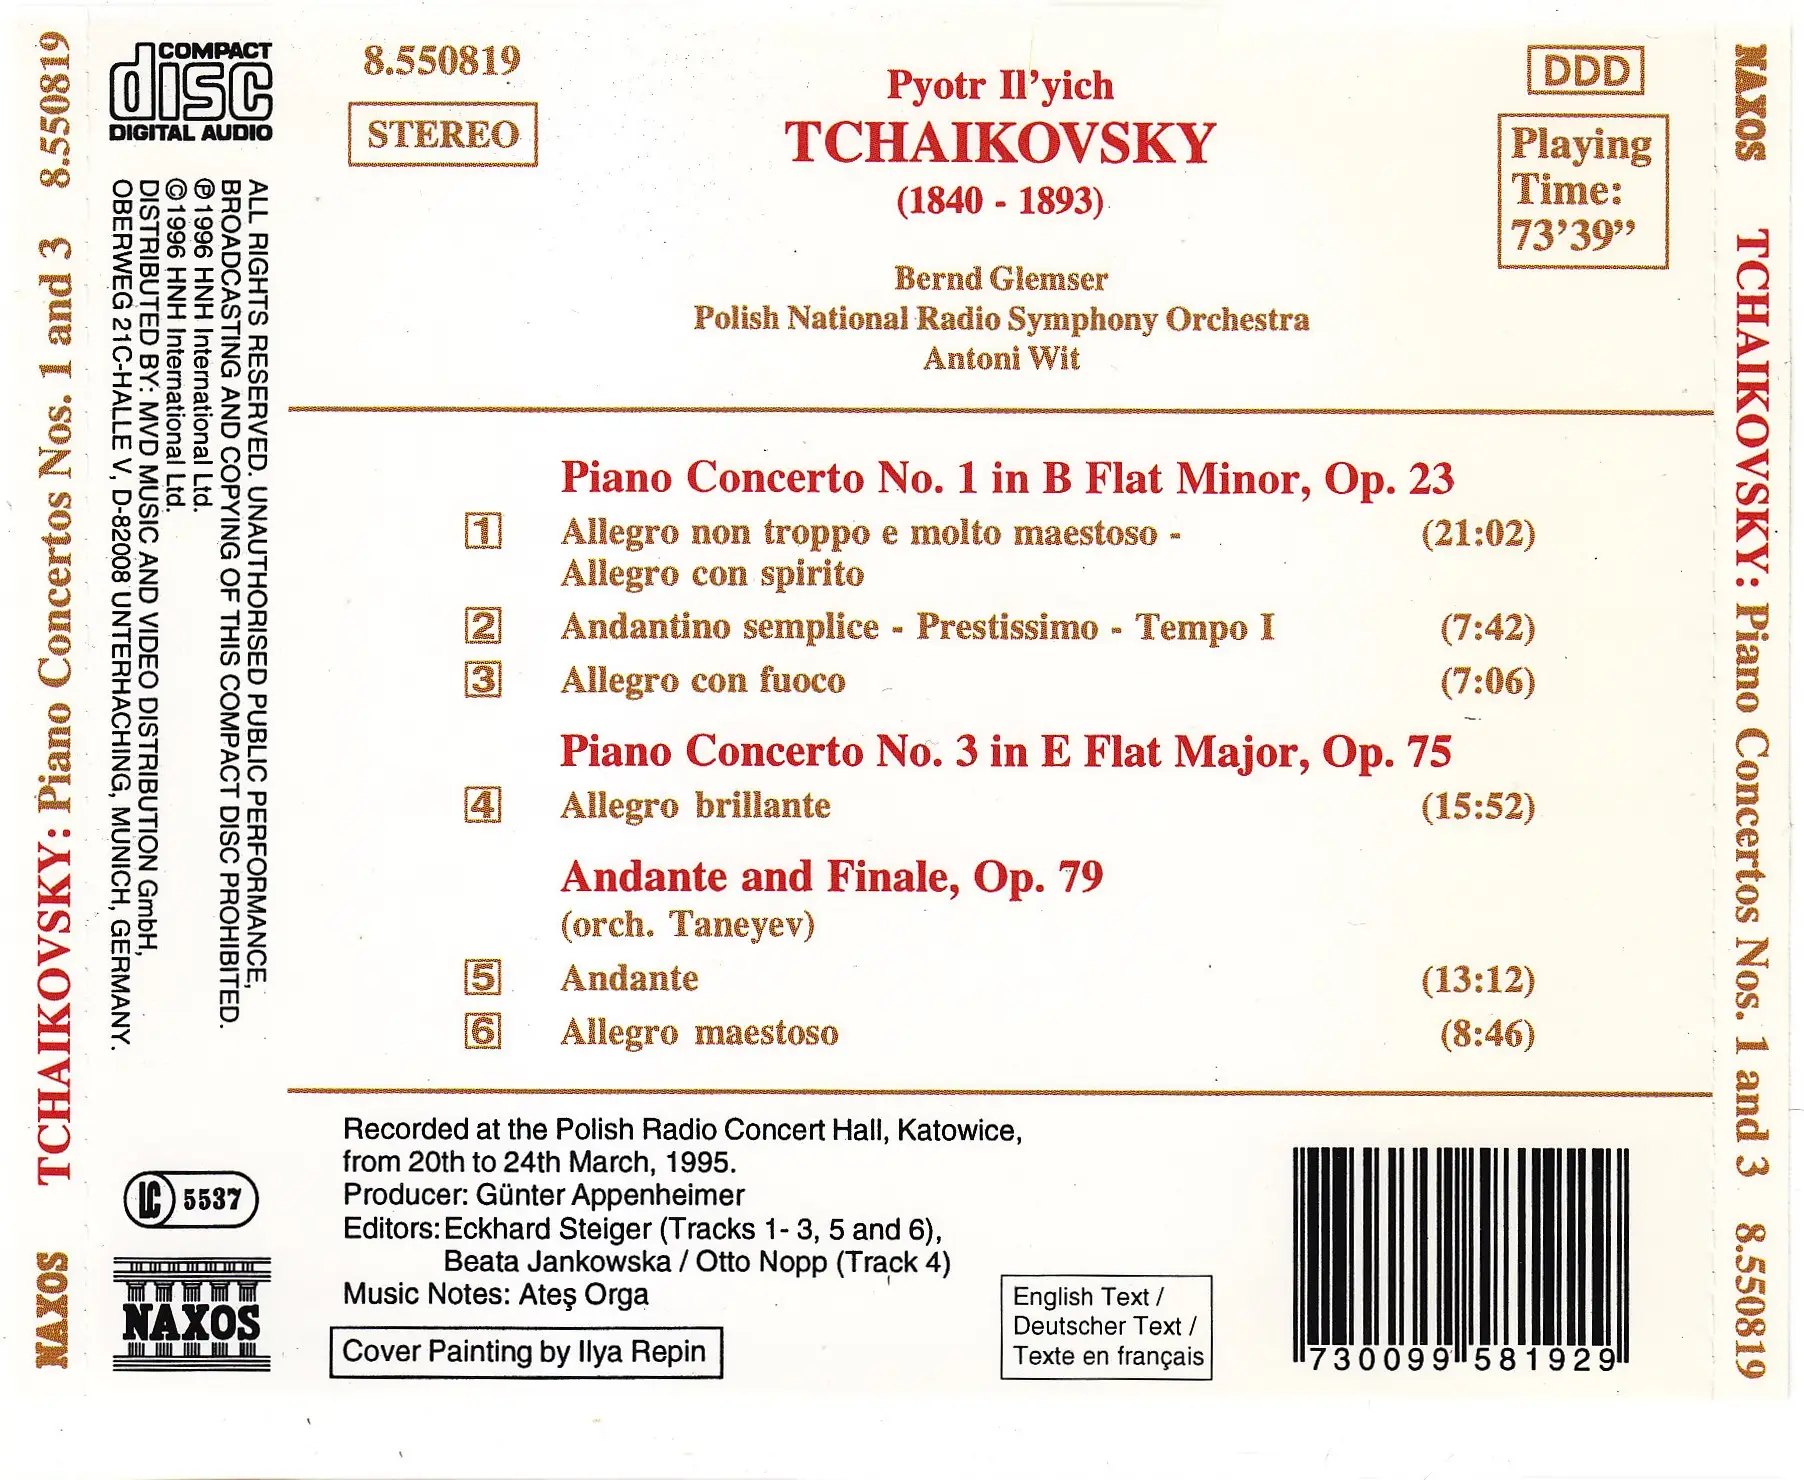 TCHAIKOVSKY: Piano Concertos Nos. 1 and 3 8.550819
NAXOS
COMPACT
disc
DIGITAL AUDIO
ALL RIGHTS RESERVED. UNAUTHORISED PUBLIC PERFORMANCE,
BROADCASTING AND COPYING OF THIS COMPACT DISC PROHIBITED.
℗ 1996 HNH International Ltd.
© 1996 HNH International Ltd.
DISTRIBUTED BY: MVD MUSIC AND VIDEO DISTRIBUTION GmbH,
OBERWEG 21C-HALLE V, D-82008 UNTERHACHING, MUNICH, GERMANY.
LC 5537
NAXOS
8.550819
STEREO
Pyotr Il'yich
TCHAIKOVSKY
(1840 - 1893)
Bernd Glemser
Polish National Radio Symphony Orchestra
Antoni Wit
DDD
Playing
Time:
73'39”
Piano Concerto No. 1 in B Flat Minor, Op. 23
1 Allegro non troppo e molto maestoso - (21:02)
Allegro con spirito
2 Andantino semplice - Prestissimo - Tempo I (7:42)
3 Allegro con fuoco (7:06)
Piano Concerto No. 3 in E Flat Major, Op. 75
4 Allegro brillante (15:52)
Andante and Finale, Op. 79
(orch. Taneyev)
5 Andante (13:12)
6 Allegro maestoso (8:46)
Recorded at the Polish Radio Concert Hall, Katowice,
from 20th to 24th March, 1995.
Producer: Günter Appenheimer
Editors: Eckhard Steiger (Tracks 1- 3, 5 and 6),
Beata Jankowska / Otto Nopp (Track 4)
Music Notes: Ateş Orga
Cover Painting by Ilya Repin
English Text /
Deutscher Text /
Texte en français
730099 581929
NAXOS TCHAIKOVSKY: Piano Concertos Nos. 1 and 3 8.550819